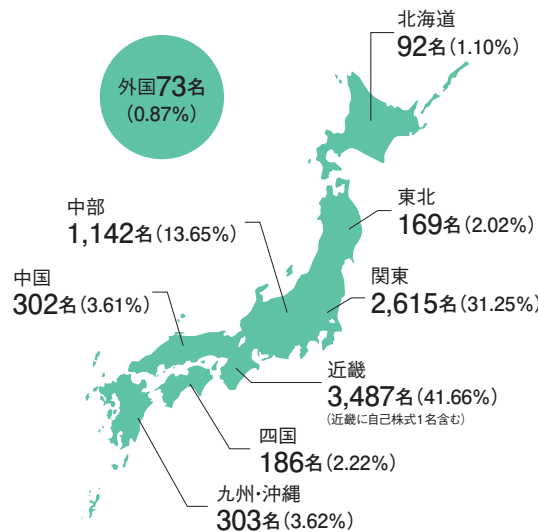 北海道
92名(1.10%)
外国73名
(0.87%)
東北
169名(2.02%)
中部
1,142名(13.65%)
関東
2,615名(31.25%)
中国
302名(3.61%)
近畿
3,487名(41.66%)
(近畿に自己株式1名含む)
四国
186名(2.22%)
九州・沖縄
303名(3.62%)